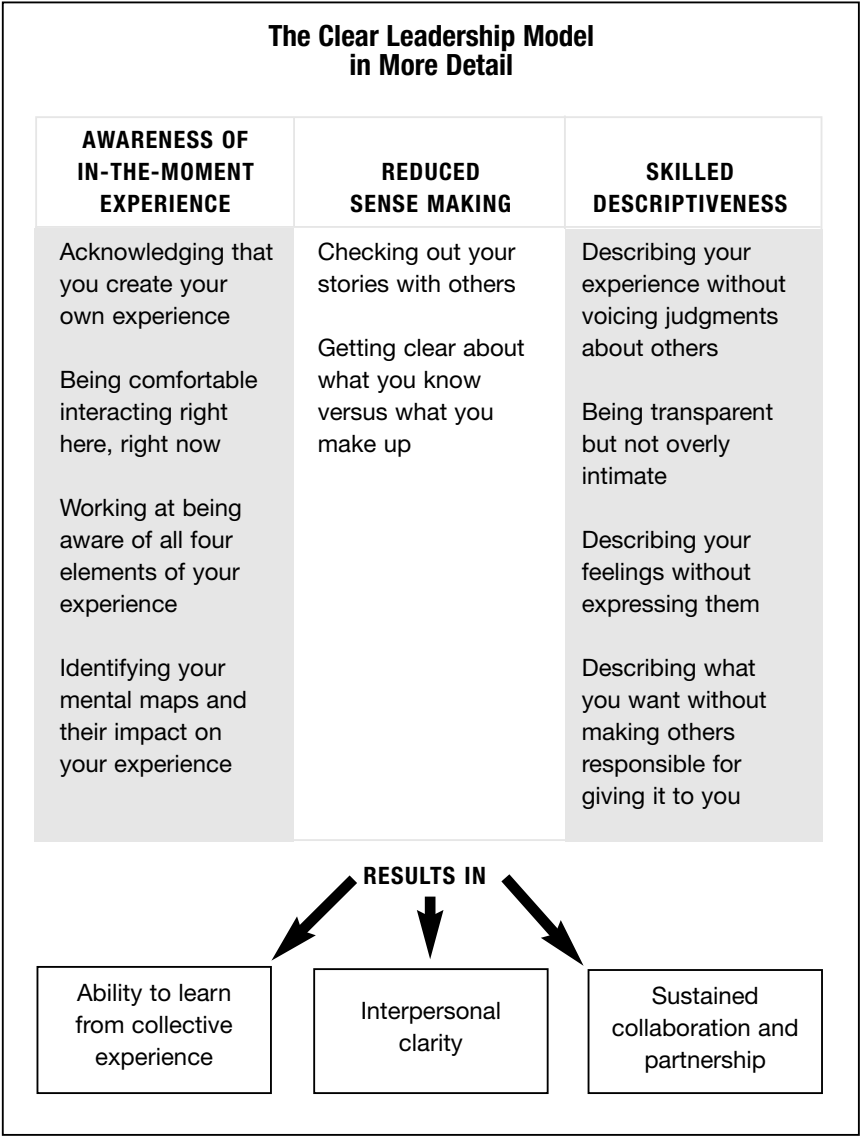 The Clear Leadership Model
in More Detail
AWARENESS OF
IN-THE-MOMENT
EXPERIENCE
Acknowledging that
you create your
own experience
Being comfortable
interacting right
here, right now
Working at being
aware of all four
elements of your
experience
Identifying your
mental maps and
their impact on
your experience
REDUCED
SENSE MAKING
Checking out your
stories with others
Getting clear about
what you know
versus what you
make up
SKILLED
DESCRIPTIVENESS
Describing your
experience without
voicing judgments
about others
Being transparent
but not overly
intimate
Describing your
feelings without
expressing them
Describing what
you want without
making others
responsible for
giving it to you
RESULTS IN
Ability to learn
from collective
experience
Interpersonal
clarity
Sustained
collaboration and
partnership